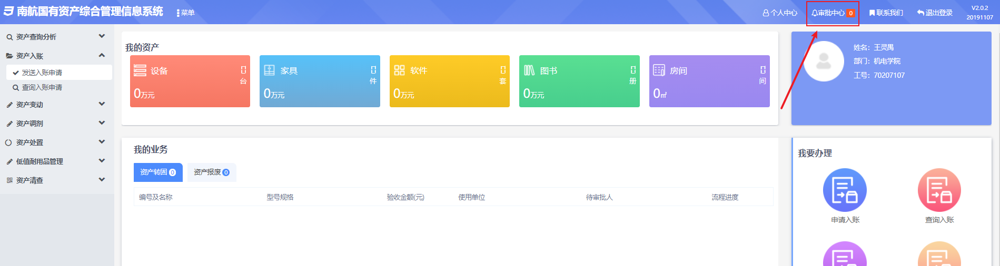 南航国有资产综合管理信息系统
菜单
个人中心
审批中心 0
联系我们
退出登录
V2.0.2
20191107
资产查询分析
资产入账
发送入账申请
查询入账申请
资产变动
资产调剂
资产处置
低值耐用品管理
资产清查
我的资产
设备 0
台
0万元
家具 0
件
0万元
软件 0
套
0万元
图书 0
册
0万元
房间 0
间
0㎡
姓名：王灵禺
部门：机电学院
工号：70207107
我的业务
资产转固 0
资产报废 0
编号及名称 型号规格 验收金额(元) 使用单位 待审批人 流程进度
我要办理
申请入账
查询入账